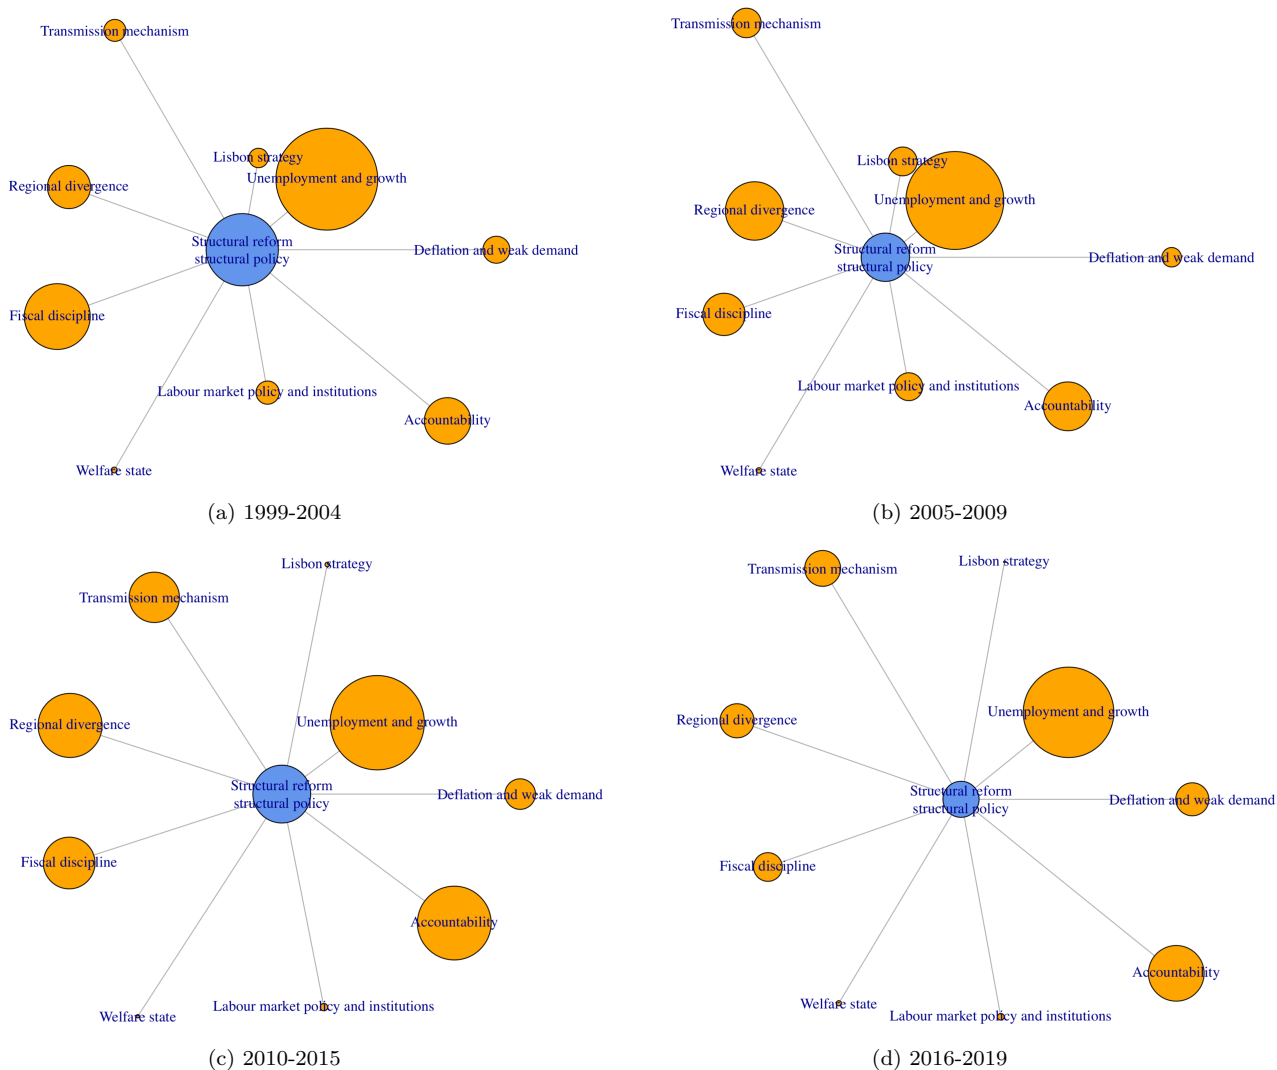 Transmission mechanism
Lisbon strategy
Unemployment and growth
Regional divergence
Structural reform
structural policy
Deflation and weak demand
Fiscal discipline
Labour market policy and institutions
Accountability
Welfare state
(a) 1999-2004
Transmission mechanism
Lisbon strategy
Unemployment and growth
Regional divergence
Structural reform
structural policy
Deflation and weak demand
Fiscal discipline
Labour market policy and institutions
Accountability
Welfare state
(b) 2005-2009
Lisbon strategy
Transmission mechanism
Unemployment and growth
Regional divergence
Structural reform
structural policy
Deflation and weak demand
Fiscal discipline
Accountability
Labour market policy and institutions
Welfare state
(c) 2010-2015
Lisbon strategy
Transmission mechanism
Unemployment and growth
Regional divergence
Structural reform
structural policy
Deflation and weak demand
Fiscal discipline
Accountability
Welfare state
Labour market policy and institutions
(d) 2016-2019